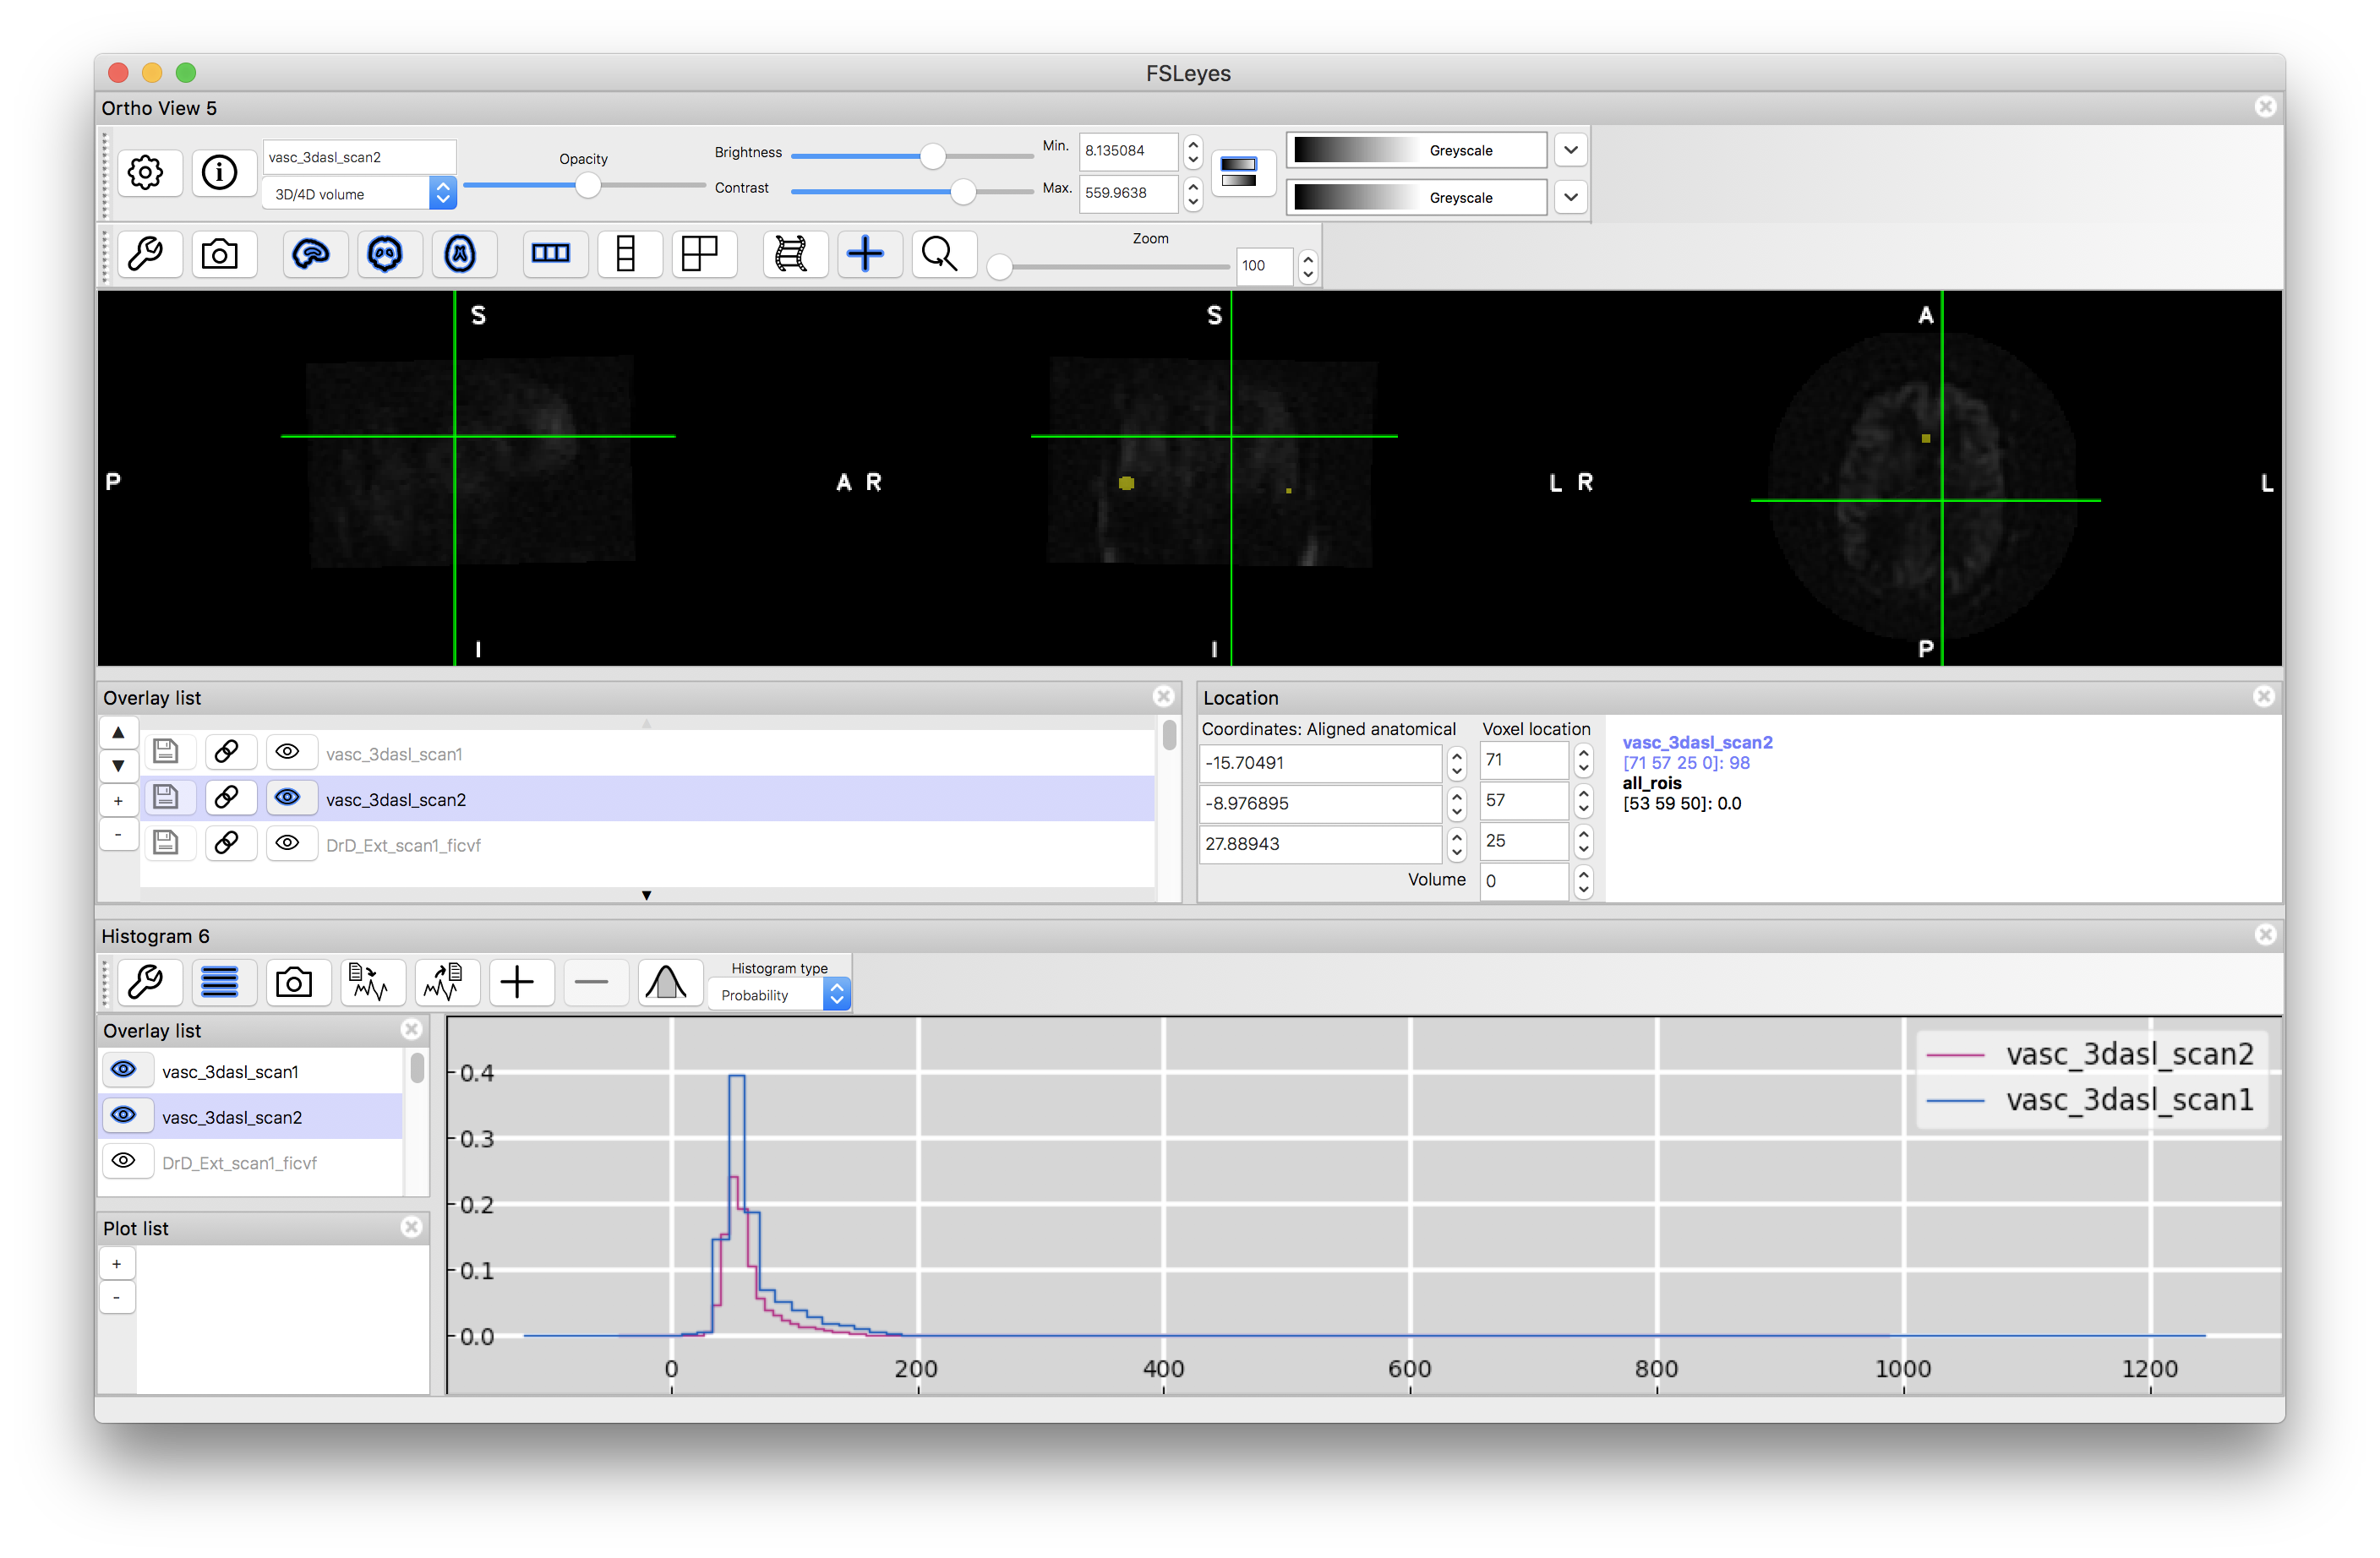 FSLeyes
Ortho View 5
vasc_3dasl_scan2
3D/4D volume
Opacity
Brightness
Contrast
Min. 8.135084
Max. 559.9638
Greyscale
Greyscale
Zoom
100
S
P
A
I
S
R
L
I
A
R
L
P
Overlay list
vasc_3dasl_scan1
vasc_3dasl_scan2
DrD_Ext_scan1_ficvf
+
-
Location
Coordinates: Aligned anatomical
Voxel location
-15.70491
71
-8.976895
57
27.88943
25
Volume
0
vasc_3dasl_scan2
[71 57 25 0]: 98
all_rois
[53 59 50]: 0.0
Histogram 6
Histogram type
Probability
Overlay list
vasc_3dasl_scan1
vasc_3dasl_scan2
DrD_Ext_scan1_ficvf
Plot list
+
-
0.4
0.3
0.2
0.1
0.0
0 200 400 600 800 1000 1200
vasc_3dasl_scan2
vasc_3dasl_scan1